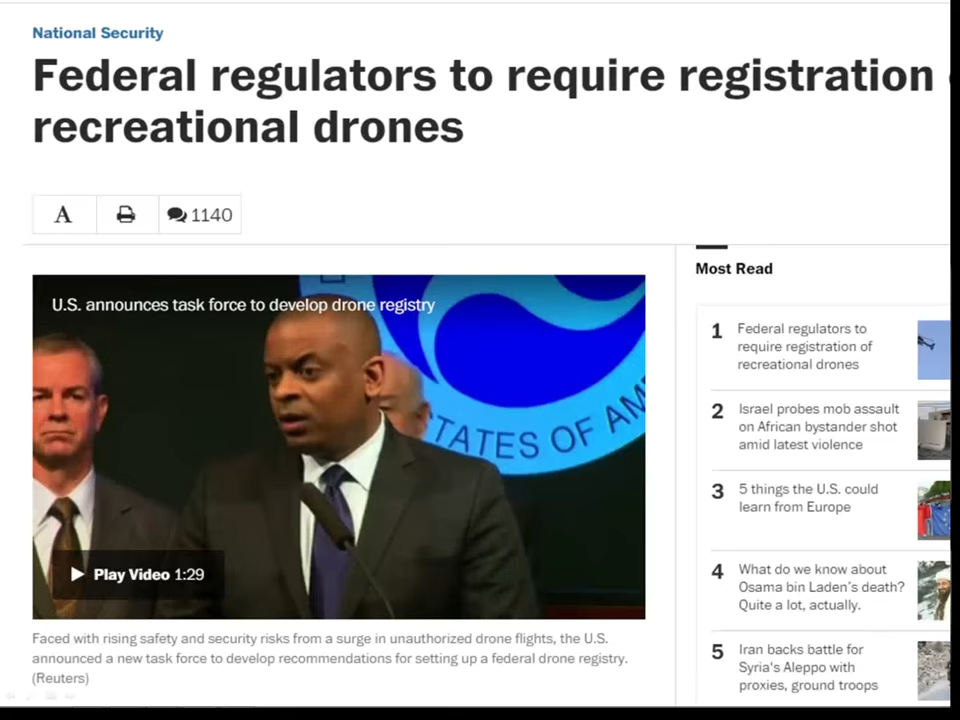 National Security
Federal regulators to require registration
recreational drones
A
1140
U.S. announces task force to develop drone registry
TATES OF AM
Play Video 1:29
Faced with rising safety and security risks from a surge in unauthorized drone flights, the U.S.
announced a new task force to develop recommendations for setting up a federal drone registry.
(Reuters)
Most Read
1 Federal regulators to
require registration of
recreational drones
2 Israel probes mob assault
on African bystander shot
amid latest violence
3 5 things the U.S. could
learn from Europe
4 What do we know about
Osama bin Laden’s death?
Quite a lot, actually.
5 Iran backs battle for
Syria's Aleppo with
proxies, ground troops